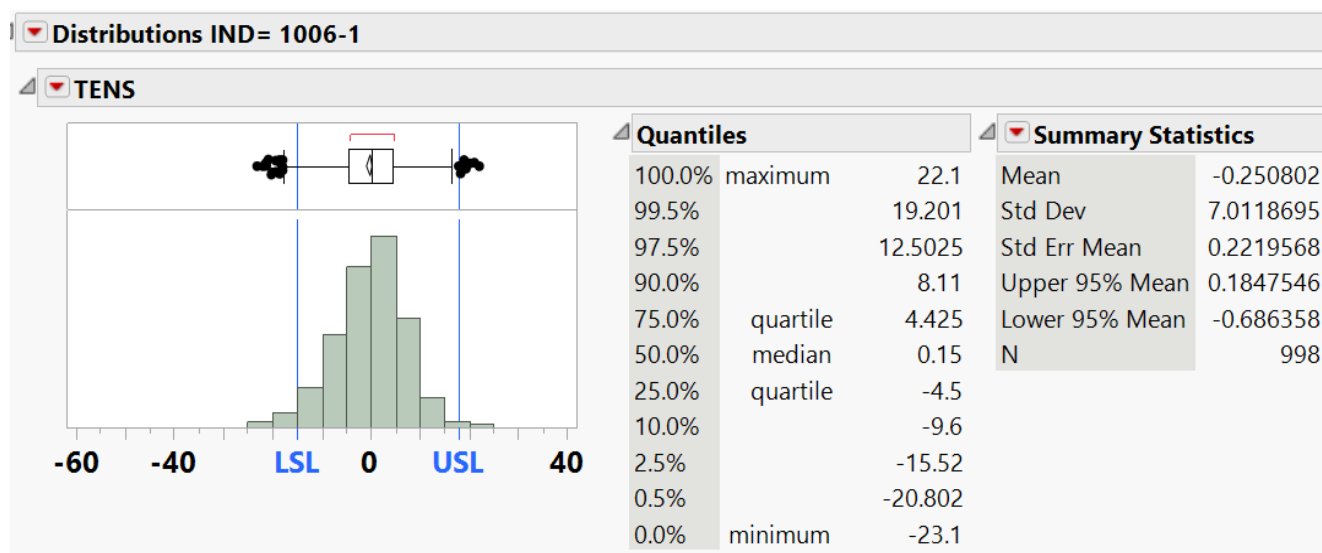 Distributions IND= 1006-1
TENS
-60 -40 LSL 0 USL 40
Quantiles
100.0% maximum 22.1
99.5% 19.201
97.5% 12.5025
90.0% 8.11
75.0% quartile 4.425
50.0% median 0.15
25.0% quartile -4.5
10.0% -9.6
2.5% -15.52
0.5% -20.802
0.0% minimum -23.1
Summary Statistics
Mean -0.250802
Std Dev 7.0118695
Std Err Mean 0.2219568
Upper 95% Mean 0.1847546
Lower 95% Mean -0.686358
N 998